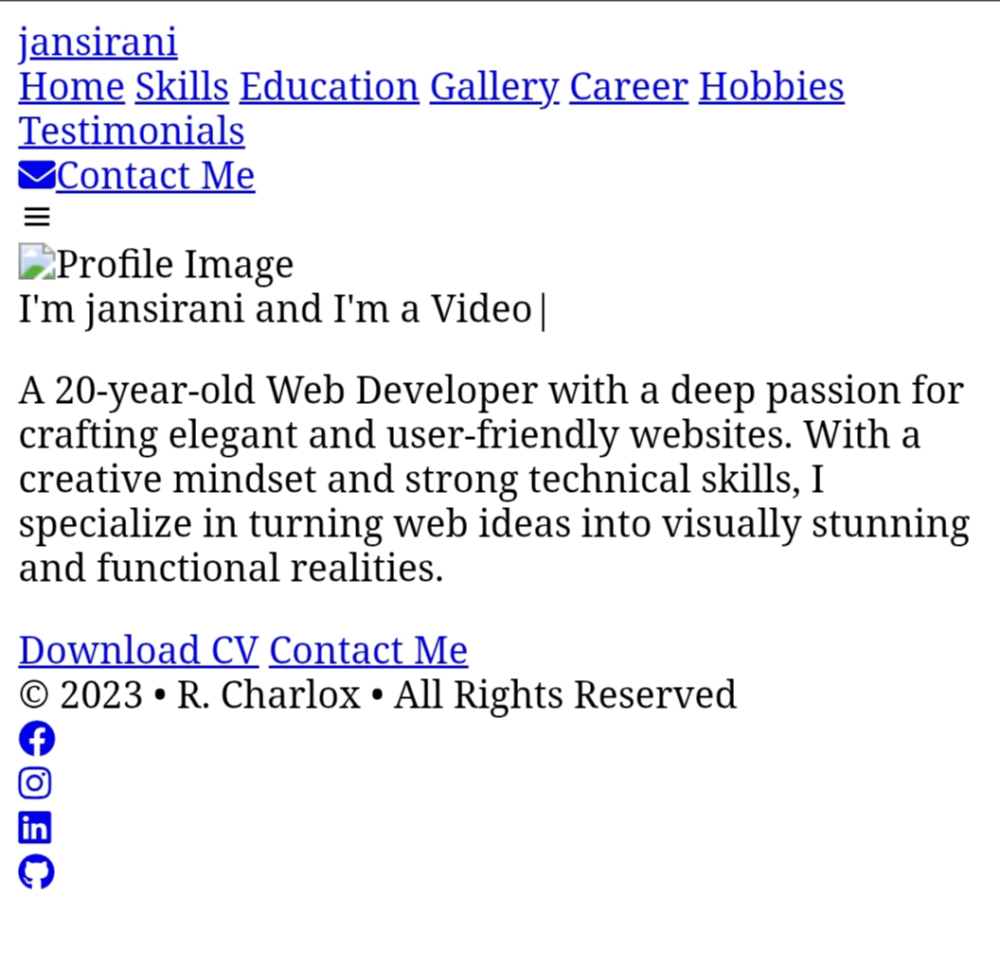 jansirani
Home Skills Education Gallery Career Hobbies
Testimonials
Contact Me
Profile Image
I'm jansirani and I'm a Video|
A 20-year-old Web Developer with a deep passion for
crafting elegant and user-friendly websites. With a
creative mindset and strong technical skills, I
specialize in turning web ideas into visually stunning
and functional realities.
Download CV Contact Me
© 2023 • R. Charlox • All Rights Reserved